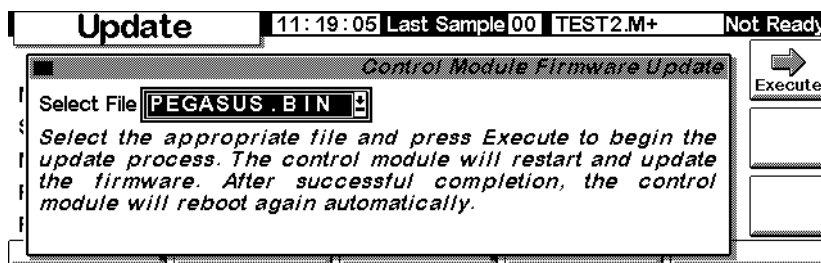 Update 11:19:05 Last Sample 00 TEST2.M+ Not Ready
Control Module Firmware Update
Execute
Select File PEGASUS.BIN
Select the appropriate file and press Execute to begin the
update process. The control module will restart and update
the firmware. After successful completion, the control
module will reboot again automatically.